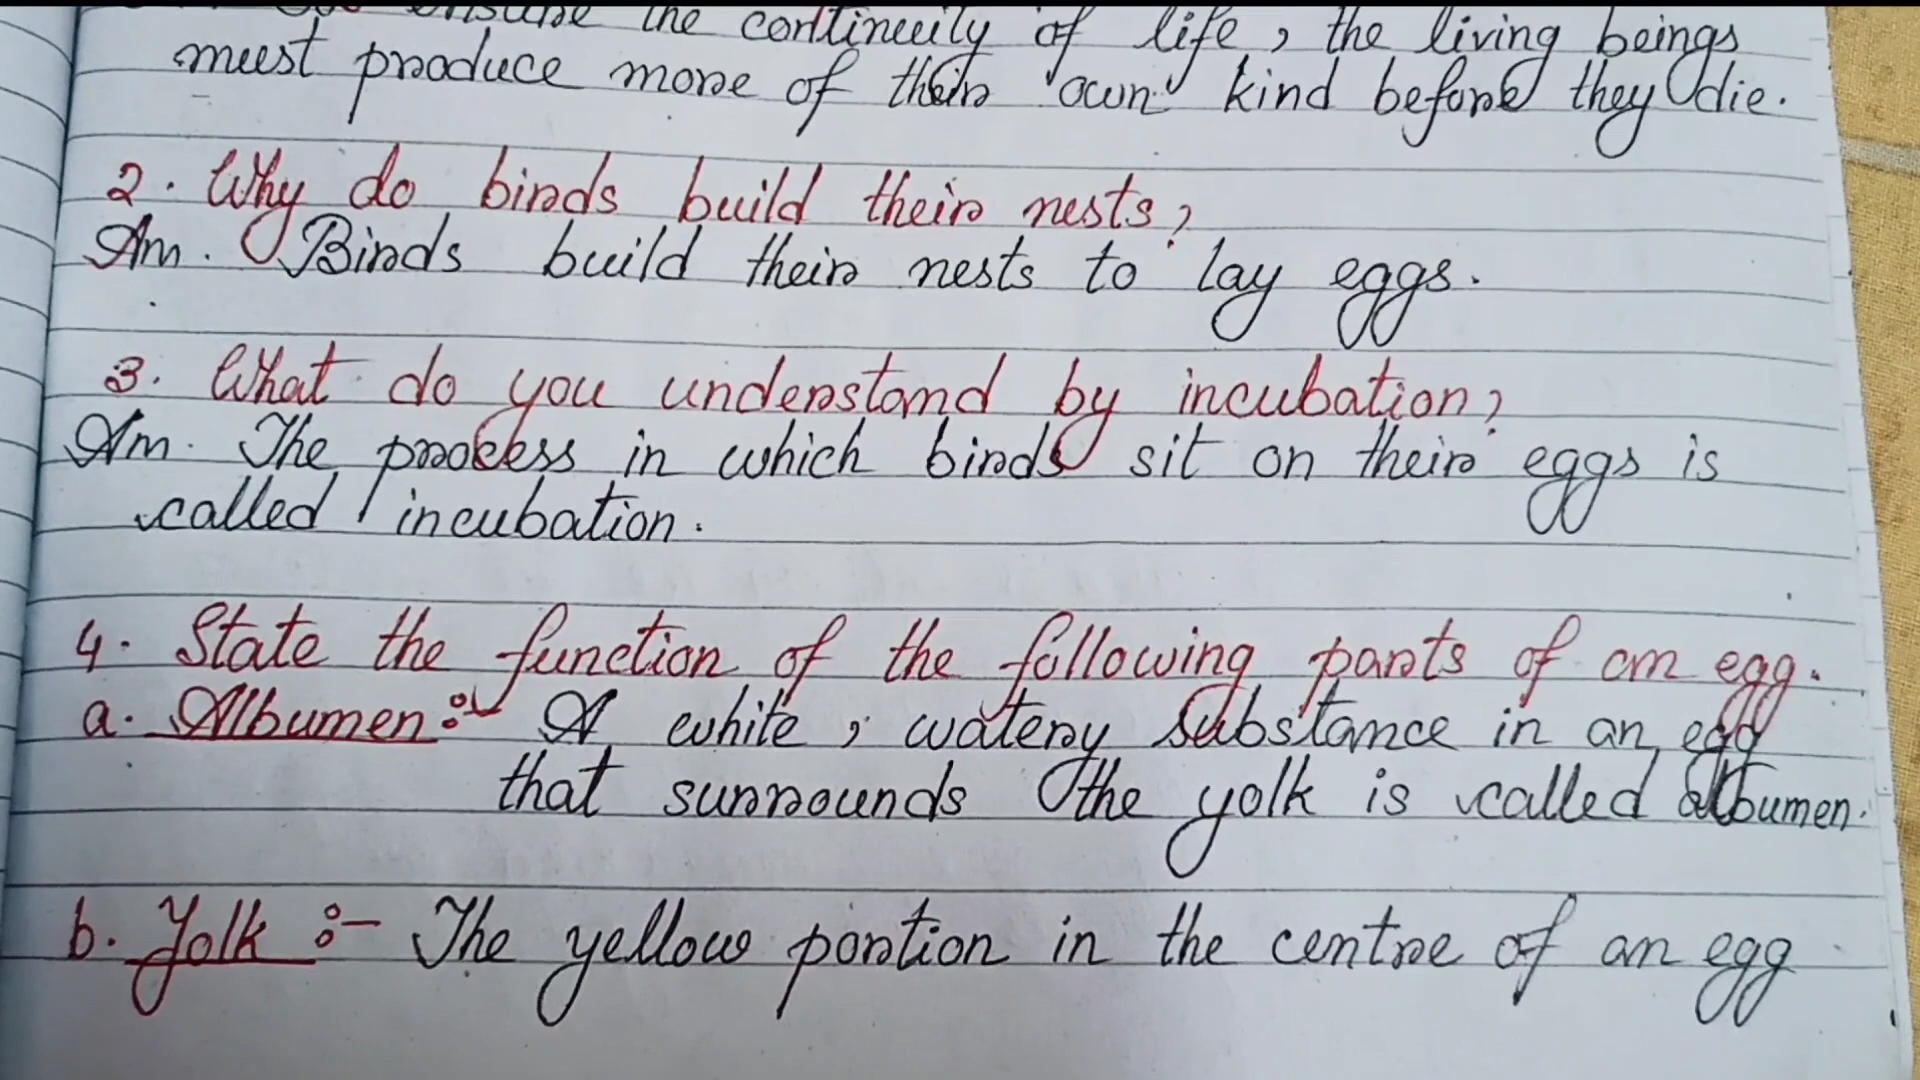 ensure the continuity of life, the living beings
must produce more of their own kind before they die.
2. Why do birds build their nests?
Ans. Birds build their nests to lay eggs.
3. What do you understand by incubation?
Ans. The process in which birds sit on their eggs is
called incubation.
4. State the function of the following parts of an egg.
a. Albumen :- A white, watery substance in an egg
that surrounds the yolk is called albumen.
b. Yolk :- The yellow portion in the centre of an egg